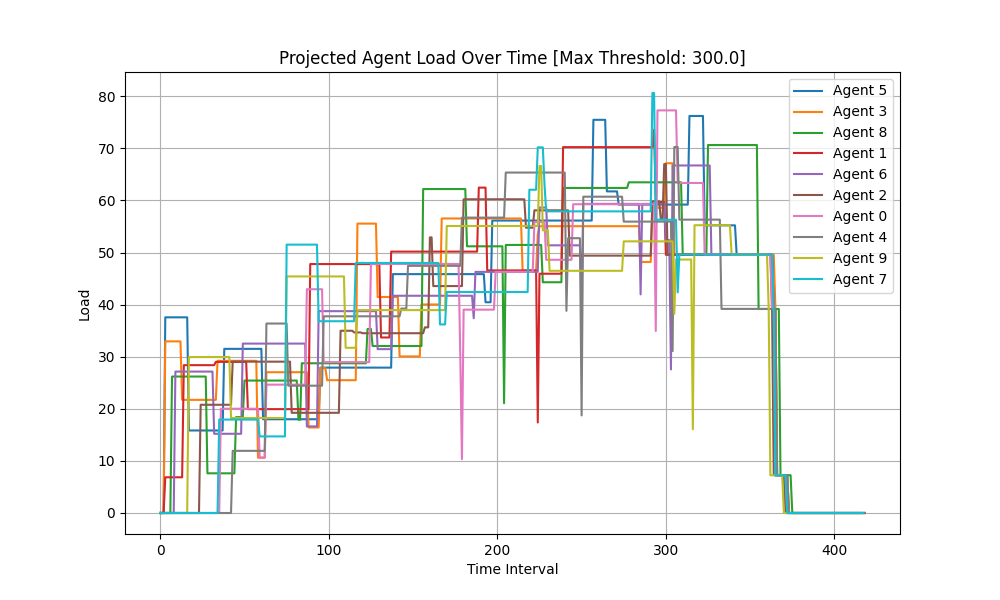 Projected Agent Load Over Time [Max Threshold: 300.0]
80
70
60
50
40
30
20
10
0
Load
0 100 200 300 400
Time Interval
Agent 5
Agent 3
Agent 8
Agent 1
Agent 6
Agent 2
Agent 0
Agent 4
Agent 9
Agent 7